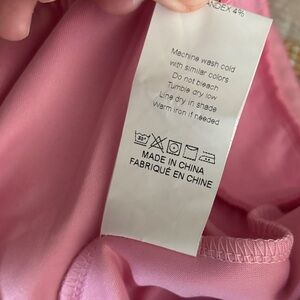 ANDEX 4%
Machine wash cold
with similar colors
Do not bleach
Tumble dry low
Line dry in shade
Warm iron if needed
MADE IN CHINA
FABRIQUÉ EN CHINE